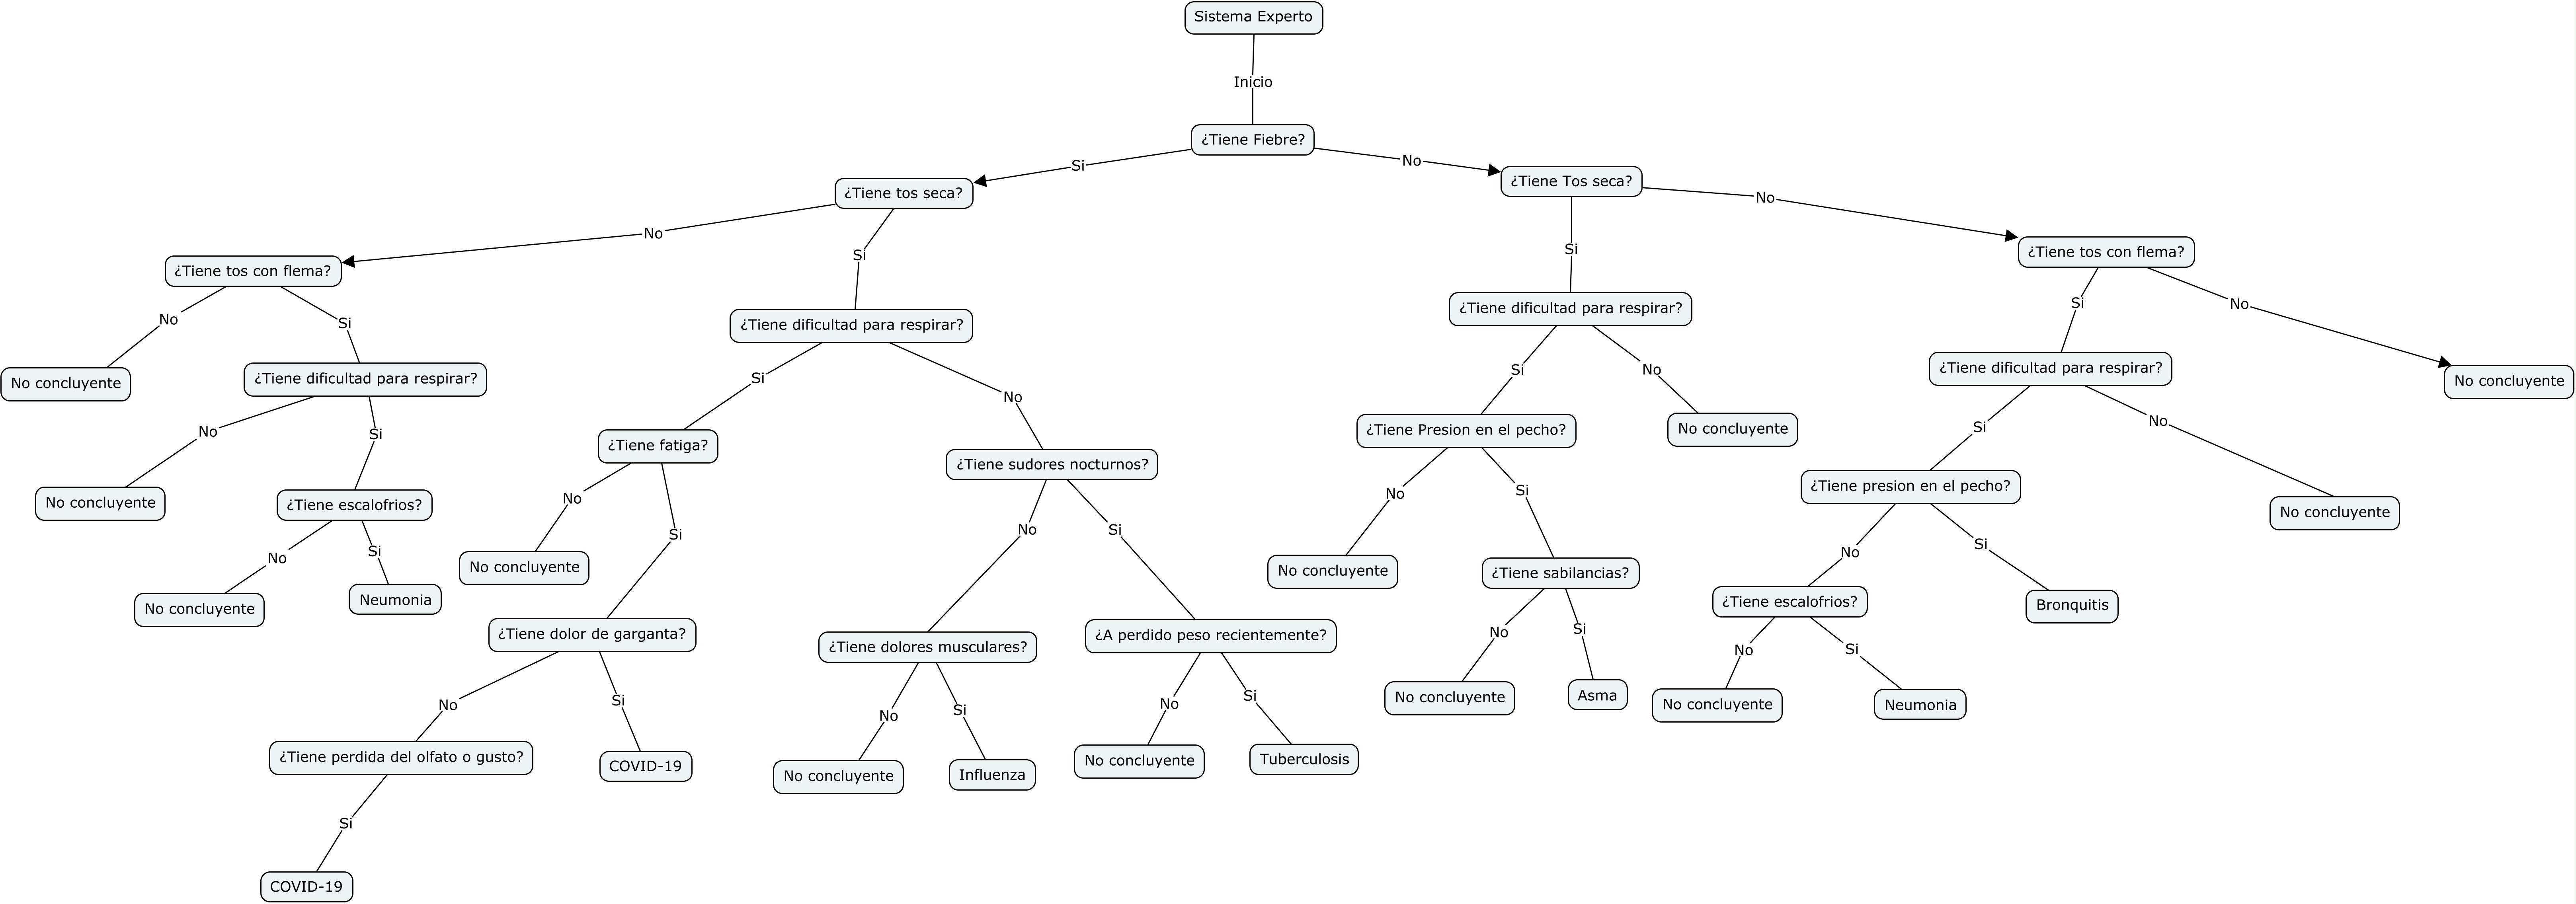 Sistema Experto
Inicio
¿Tiene Fiebre?
Si
No
¿Tiene tos seca?
¿Tiene Tos seca?
No
Si
Si
No
¿Tiene tos con flema?
¿Tiene tos con flema?
No
Si
¿Tiene dificultad para respirar?
¿Tiene dificultad para respirar?
Si
No
No concluyente
¿Tiene dificultad para respirar?
Si
No
Si
No
¿Tiene dificultad para respirar?
No concluyente
No
Si
¿Tiene fatiga?
¿Tiene sudores nocturnos?
¿Tiene Presion en el pecho?
No concluyente
Si
No
No concluyente
¿Tiene escalofrios?
No
Si
No
Si
No
Si
¿Tiene presion en el pecho?
No concluyente
No
Si
No concluyente
Neumonia
No concluyente
No concluyente
¿Tiene sabilancias?
No
Si
¿Tiene escalofrios?
Bronquitis
¿Tiene dolor de garganta?
¿Tiene dolores musculares?
¿A perdido peso recientemente?
No
Si
No
Si
No
Si
No
Si
No
Si
No concluyente
Asma
No concluyente
Neumonia
¿Tiene perdida del olfato o gusto?
COVID-19
No concluyente
Influenza
No concluyente
Tuberculosis
Si
COVID-19